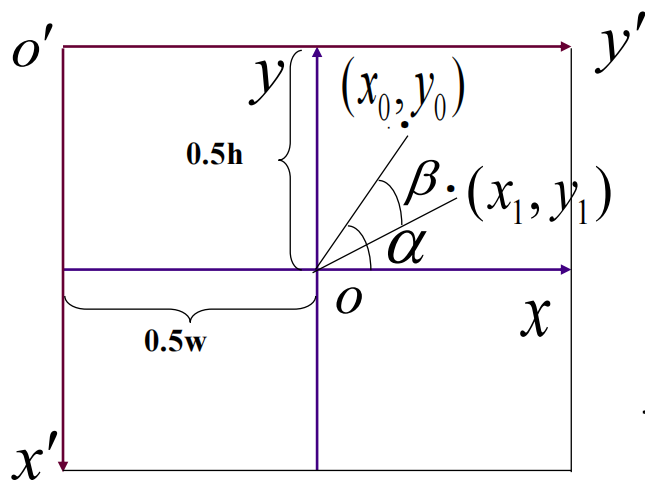 o′
y′
y
(x₀, y₀)
0.5h
β
(x₁, y₁)
α
o
x
0.5w
x′